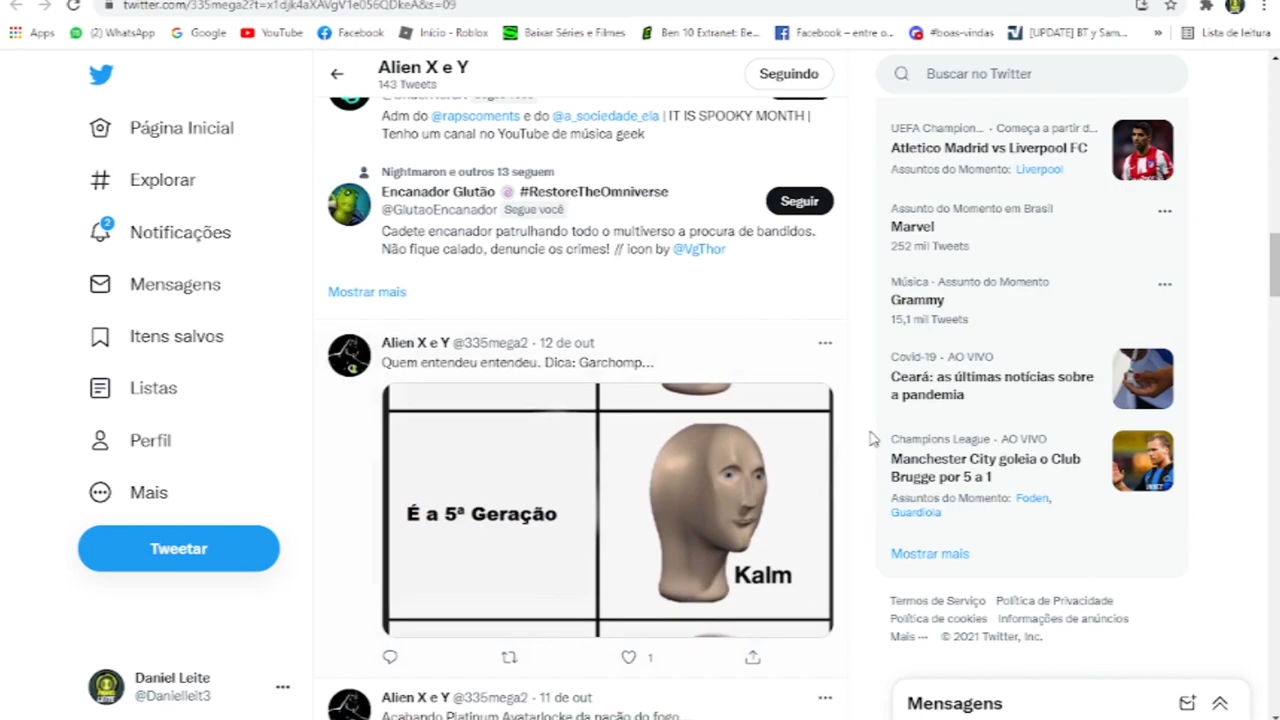 twitter.com/335mega2?t=x1djk4aXAVgV1e056QDkeA&s=09
Apps (2) WhatsApp Google YouTube Facebook Início - Roblox Baixar Séries e Filmes Ben 10 Extranet: Be... Facebook – entre o... #boas-vindas [UPDATE] BT y Sam... » Lista de leitura
Alien X e Y
143 Tweets
Seguindo
Página Inicial
Explorar
2
Notificações
Mensagens
Itens salvos
Listas
Perfil
Mais
Tweetar
Daniel Leite
@Daniellelt3
Adm do @rapscoments e do @a_sociedade_ela | IT IS SPOOKY MONTH |
Tenho um canal no YouTube de música geek
Nightmaron e outros 13 seguem
Encanador Glutão #RestoreTheOmniverse
@GlutaoEncanador Segue você
Seguir
Cadete encanador patrulhando todo o multiverso a procura de bandidos.
Não fique calado, denuncie os crimes! // icon by @VgThor
Mostrar mais
Alien X e Y @335mega2 · 12 de out
Quem entendeu entendeu. Dica: Garchomp...
É a 5ª Geração
Kalm
1
Alien X e Y @335mega2 · 11 de out
Acabando Platinum Avatarlocke da nação do fogo...
Buscar no Twitter
UEFA Champion... · Começa a partir d...
Atletico Madrid vs Liverpool FC
Assuntos do Momento: Liverpool
Assunto do Momento em Brasil
Marvel
252 mil Tweets
Música · Assunto do Momento
Grammy
15,1 mil Tweets
Covid-19 · AO VIVO
Ceará: as últimas notícias sobre
a pandemia
Champions League · AO VIVO
Manchester City goleia o Club
Brugge por 5 a 1
Assuntos do Momento: Foden,
Guardiola
Mostrar mais
Termos de Serviço Política de Privacidade
Política de cookies Informações de anúncios
Mais ··· © 2021 Twitter, Inc.
Mensagens